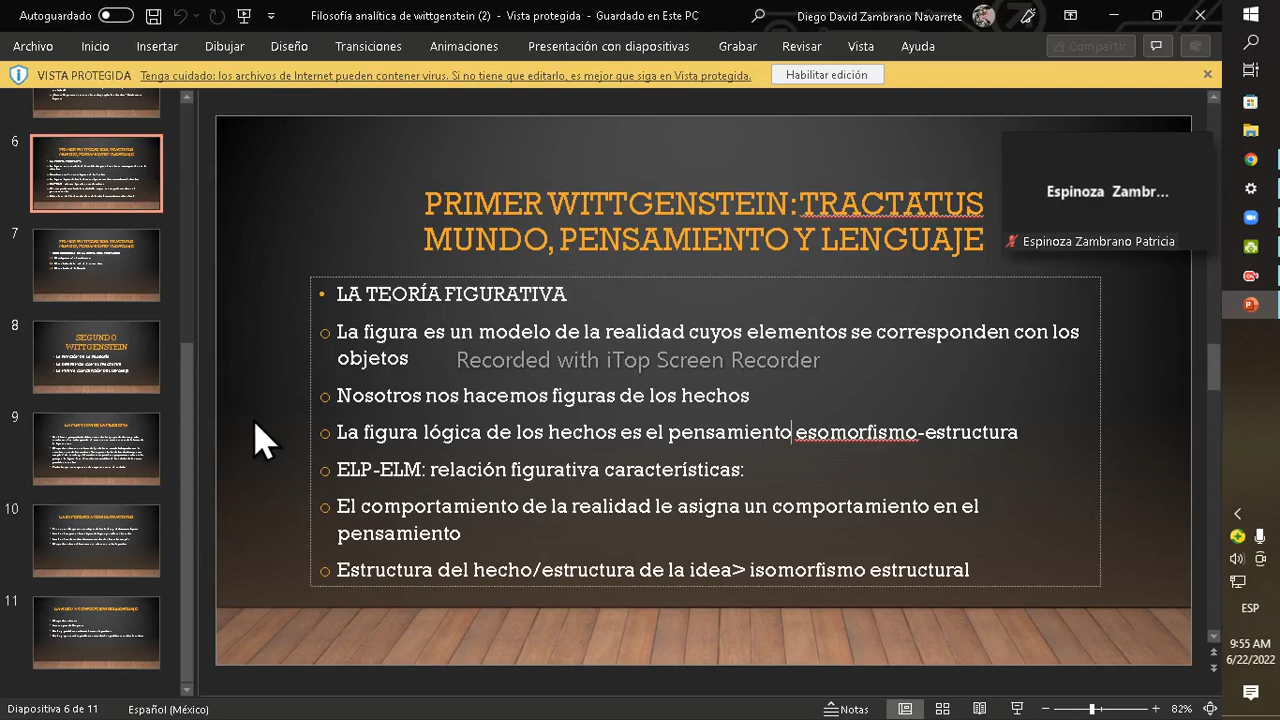 Autoguardado
Filosofía analítica de wittgenstein (2) - Vista protegida - Guardado en Este PC
Diego David Zambrano Navarrete
Archivo Inicio Insertar Dibujar Diseño Transiciones Animaciones Presentación con diapositivas Grabar Revisar Vista Ayuda Compartir
VISTA PROTEGIDA Tenga cuidado: los archivos de Internet pueden contener virus. Si no tiene que editarlo, es mejor que siga en Vista protegida. Habilitar edición
6
7
8
SEGUNDO
WITTGENSTEIN
9
10
11
PRIMER WITTGENSTEIN: TRACTATUS
MUNDO, PENSAMIENTO Y LENGUAJE
Espinoza Zambr...
Espinoza Zambrano Patricia
LA TEORÍA FIGURATIVA
La figura es un modelo de la realidad cuyos elementos se corresponden con los
objetos
Recorded with iTop Screen Recorder
Nosotros nos hacemos figuras de los hechos
La figura lógica de los hechos es el pensamiento esomorfismo-estructura
ELP-ELM: relación figurativa características:
El comportamiento de la realidad le asigna un comportamiento en el
pensamiento
Estructura del hecho/estructura de la idea> isomorfismo estructural
ESP
9:55 AM
6/22/2022
Diapositiva 6 de 11 Español (México) Notas 82%